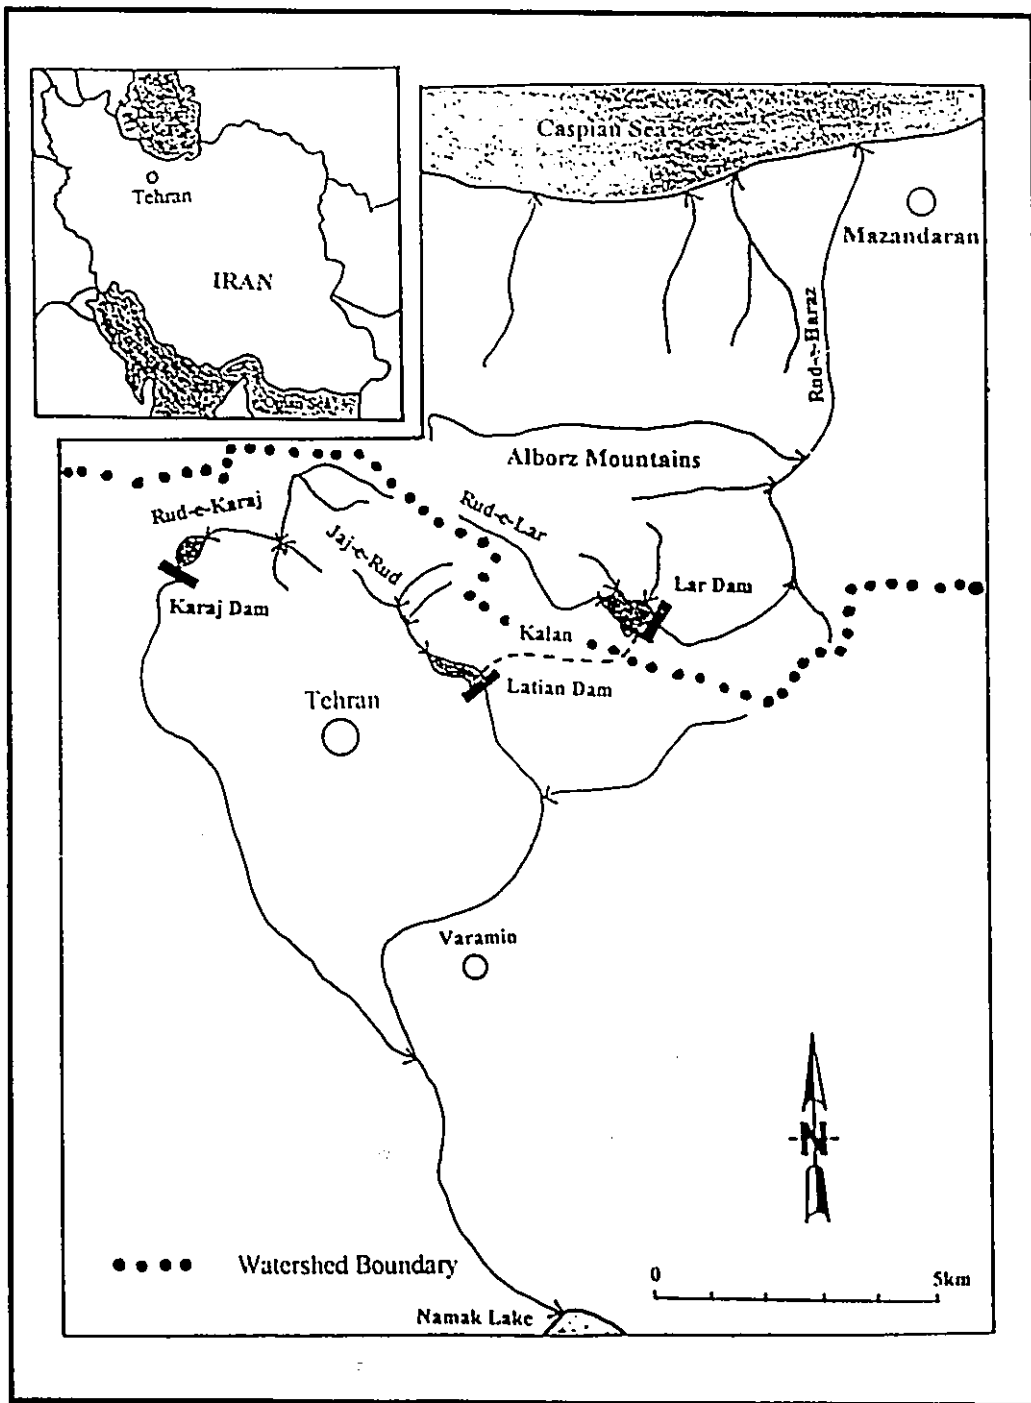 Caspian Sea
Tehran
IRAN
Mazandaran
Rud-e-Haraz
Alborz Mountains
Rud-e-Karaj
Rud-e-Lar
Jaj-e-Rud
Karaj Dam
Lar Dam
Kalan
Latian Dam
Tehran
Varamin
N
Watershed Boundary
0 5km
Namak Lake